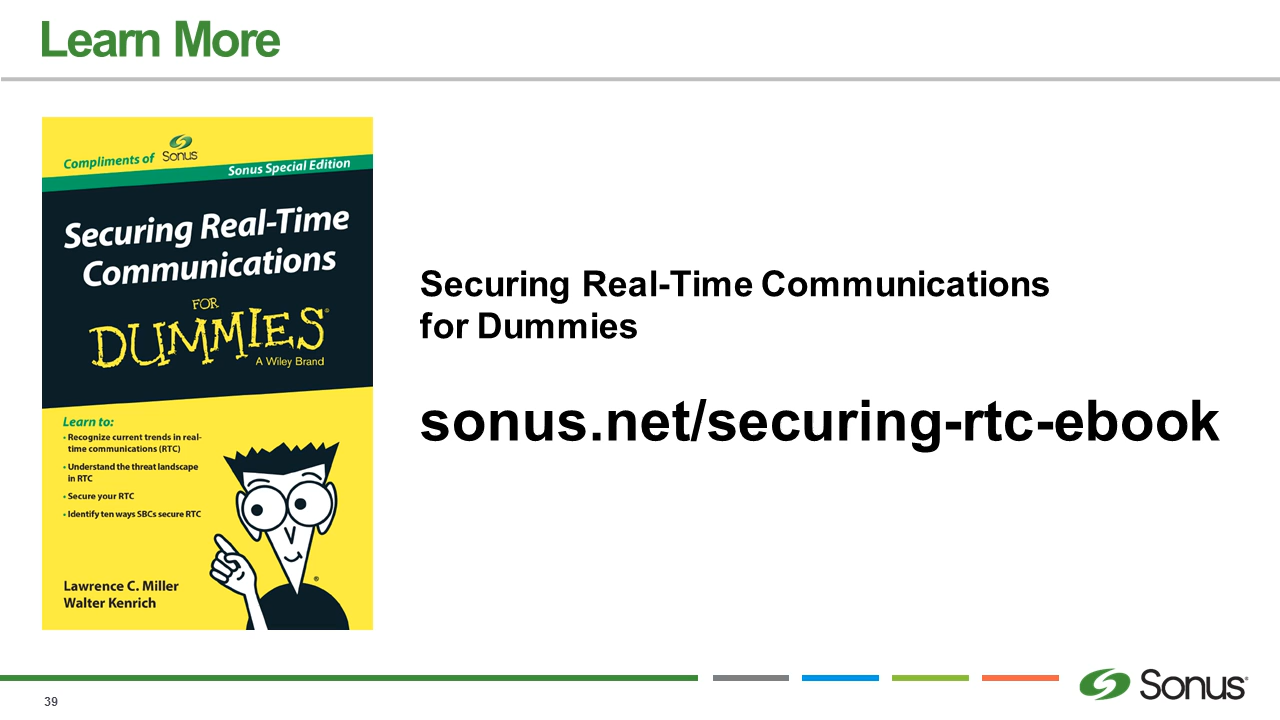 Learn More
Compliments of Sonus
Sonus Special Edition
Securing Real-Time
Communications
FOR
DUMMIES®
A Wiley Brand
Learn to:
• Recognize current trends in real-
time communications (RTC)
• Understand the threat landscape
in RTC
• Secure your RTC
• Identify ten ways SBCs secure RTC
Lawrence C. Miller
Walter Kenrich
®
Securing Real-Time Communications
for Dummies
sonus.net/securing-rtc-ebook
39
Sonus®